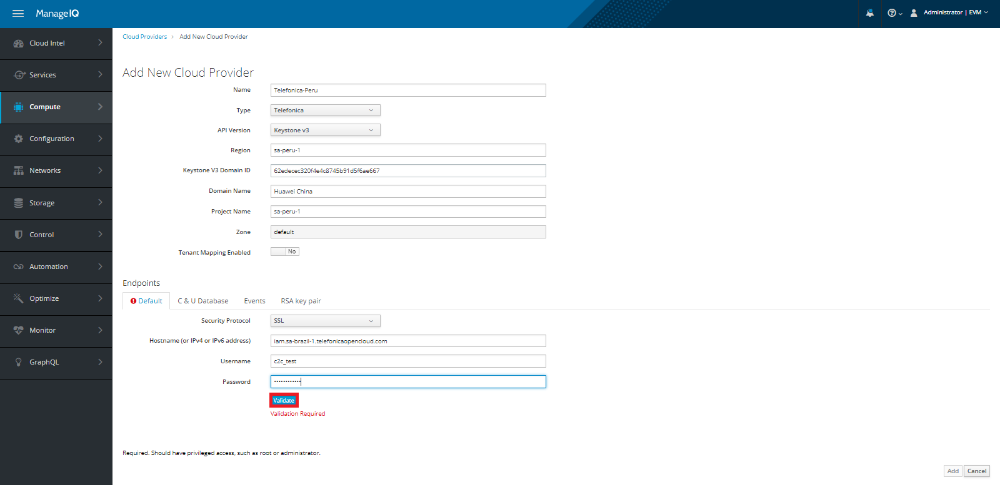 ManageIQ
Administrator | EVM
Cloud Intel
Services
Compute
Configuration
Networks
Storage
Control
Automation
Optimize
Monitor
GraphQL
Cloud Providers > Add New Cloud Provider
Add New Cloud Provider
Name Telefonica-Peru
Type Telefonica
API Version Keystone v3
Region sa-peru-1
Keystone V3 Domain ID 62edecec320f4e4c8745b91d5f6ae667
Domain Name Huawei China
Project Name sa-peru-1
Zone default
Tenant Mapping Enabled No
Endpoints
Default C & U Database Events RSA key pair
Security Protocol SSL
Hostname (or IPv4 or IPv6 address) iam.sa-brazil-1.telefonicaopencloud.com
Username c2c_test
Password ••••••••••••
Validate
Validation Required
Required. Should have privileged access, such as root or administrator.
Add Cancel